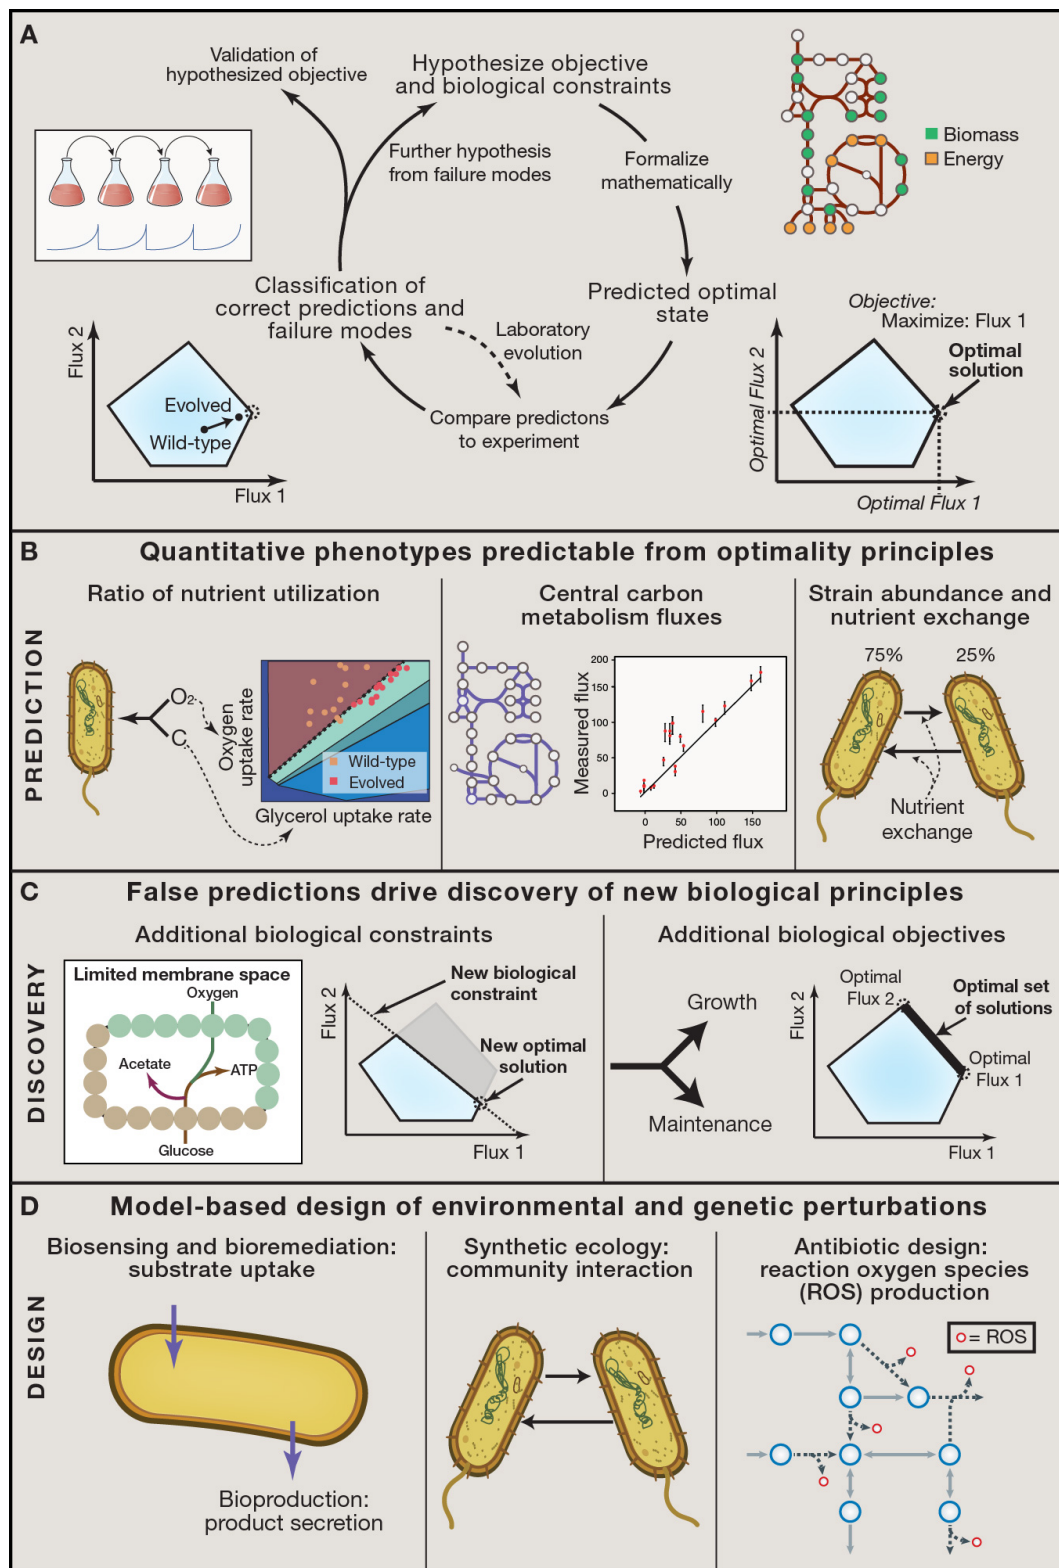 A
Validation of
hypothesized objective
Hypothesize objective
and biological constraints
Further hypothesis
from failure modes
Formalize
mathematically
Biomass
Energy
Classification of
correct predictions and
failure modes
Laboratory
evolution
Predicted optimal
state
Compare predictons
to experiment
Flux 2
Evolved
Wild-type
Flux 1
Objective:
Maximize: Flux 1
Optimal
solution
Optimal Flux 2
Optimal Flux 1
B
Quantitative phenotypes predictable from optimality principles
PREDICTION
Ratio of nutrient utilization
O2
C
Oxygen
uptake rate
Wild-type
Evolved
Glycerol uptake rate
Central carbon
metabolism fluxes
Measured flux
200
150
100
50
0
0
50
100
150
Predicted flux
Strain abundance and
nutrient exchange
75%
25%
Nutrient
exchange
C
False predictions drive discovery of new biological principles
DISCOVERY
Additional biological constraints
Limited membrane space
Oxygen
Acetate
ATP
Glucose
Flux 2
New biological
constraint
New optimal
solution
Flux 1
Additional biological objectives
Growth
Maintenance
Flux 2
Optimal
Flux 2
Optimal set
of solutions
Optimal
Flux 1
Flux 1
D
Model-based design of environmental and genetic perturbations
DESIGN
Biosensing and bioremediation:
substrate uptake
Bioproduction:
product secretion
Synthetic ecology:
community interaction
Antibiotic design:
reaction oxygen species
(ROS) production
= ROS